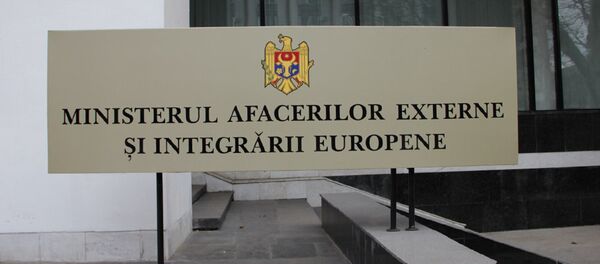 MINISTERUL AFACERILOR EXTERNE
ȘI INTEGRĂRII EUROPENE